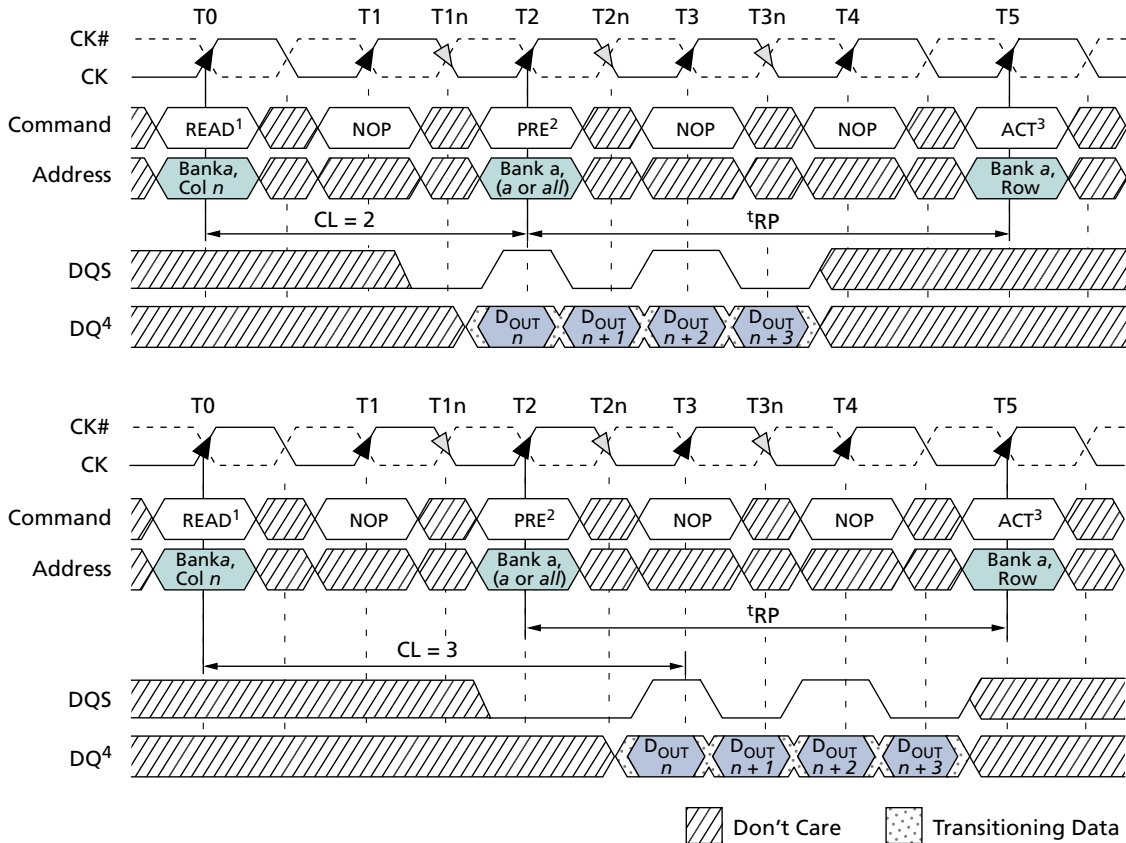 T0 T1 T1n T2 T2n T3 T3n T4 T5
CK#
CK
Command READ¹ NOP PRE² NOP NOP ACT³
Address Banka, Col n Bank a, (a or all) Bank a, Row
CL = 2 tRP
DQS
DQ⁴ DOUT n DOUT n + 1 DOUT n + 2 DOUT n + 3
T0 T1 T1n T2 T2n T3 T3n T4 T5
CK#
CK
Command READ¹ NOP PRE² NOP NOP ACT³
Address Banka, Col n Bank a, (a or all) Bank a, Row
tRP
CL = 3
DQS
DQ⁴ DOUT n DOUT n + 1 DOUT n + 2 DOUT n + 3
Don't Care Transitioning Data